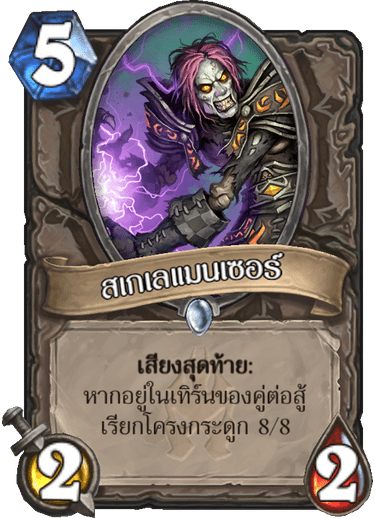 5
สเกเลแมนเซอร์
เสียงสุดท้าย:
หากอยู่ในเทิร์นของคู่ต่อสู้
เรียกโครงกระดูก 8/8
2
2